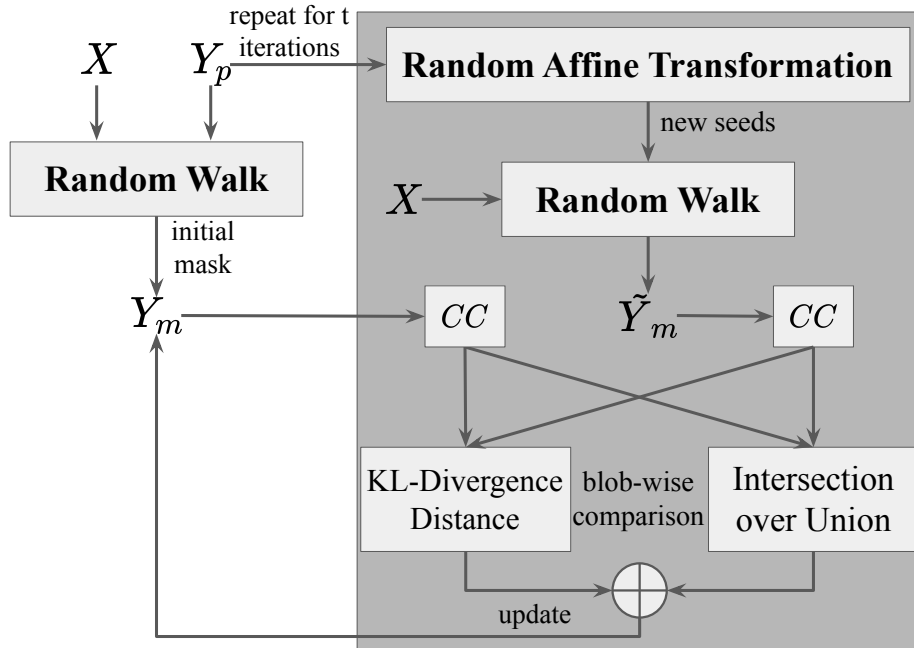 repeat for t
iterations
X
Y_p
Random Affine Transformation
new seeds
Random Walk
X
Random Walk
initial
mask
Y_m
CC
Ỹ_m
CC
KL-Divergence
Distance
blob-wise
comparison
Intersection
over Union
update